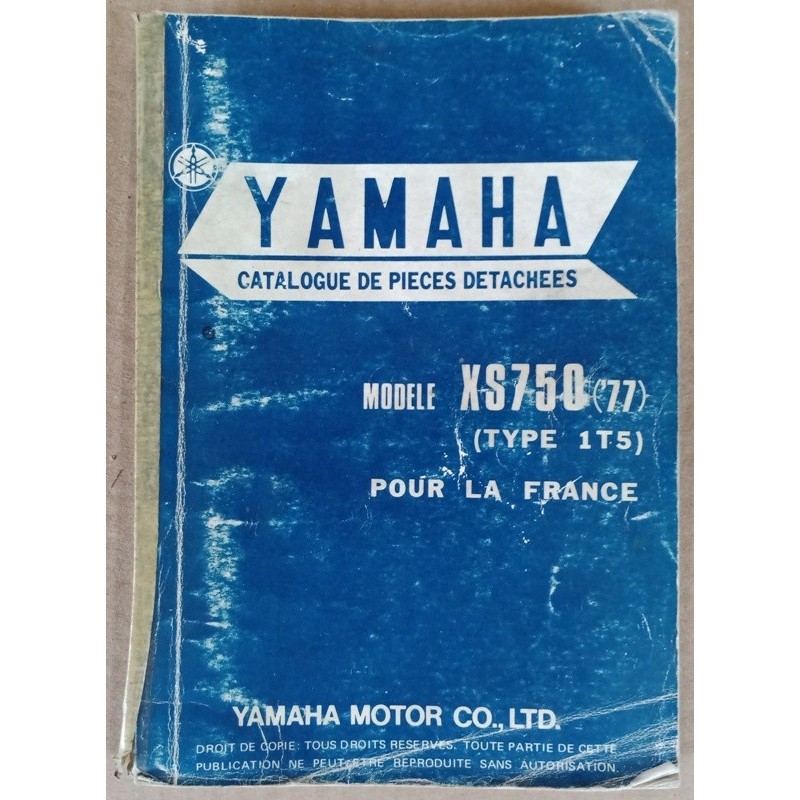 YAMAHA
CATALOGUE DE PIECES DETACHEES
MODELE XS750 ('77)
(TYPE 1T5)
POUR LA FRANCE
YAMAHA MOTOR CO., LTD.
DROIT DE CORIE: TOUS DROITS RESERVES. TOUTE PARTIE DE CETTE
PUBLICATION NE PEUT ETRE REPRODUITE SANS AUTORISATION.